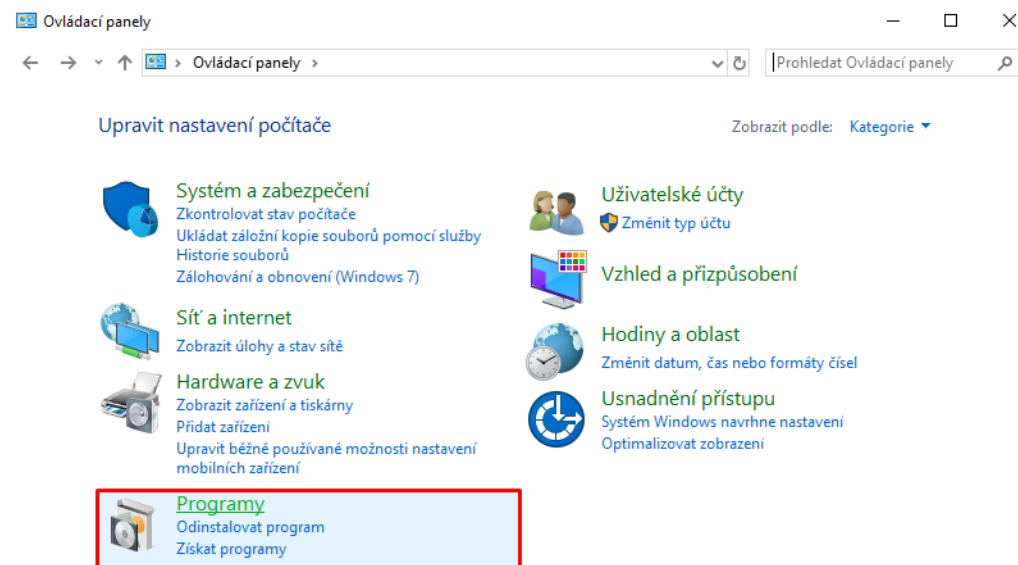 Ovládací panely
Ovládací panely
Prohledat Ovládací panely
Upravit nastavení počítače
Zobrazit podle: Kategorie
Systém a zabezpečení
Zkontrolovat stav počítače
Ukládat záložní kopie souborů pomocí služby
Historie souborů
Zálohování a obnovení (Windows 7)
Síť a internet
Zobrazit úlohy a stav sítě
Hardware a zvuk
Zobrazit zařízení a tiskárny
Přidat zařízení
Upravit běžně používané možnosti nastavení
mobilních zařízení
Programy
Odinstalovat program
Získat programy
Uživatelské účty
Změnit typ účtu
Vzhled a přizpůsobení
Hodiny a oblast
Změnit datum, čas nebo formáty čísel
Usnadnění přístupu
Systém Windows navrhne nastavení
Optimalizovat zobrazení